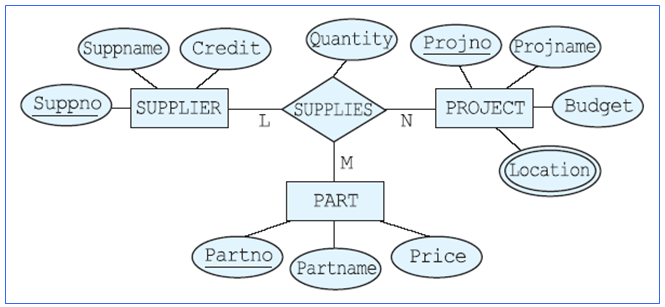 Suppname
Credit
Quantity
Projno
Projname
Suppno
SUPPLIER
L
SUPPLIES
N
PROJECT
Budget
M
Location
PART
Partno
Partname
Price